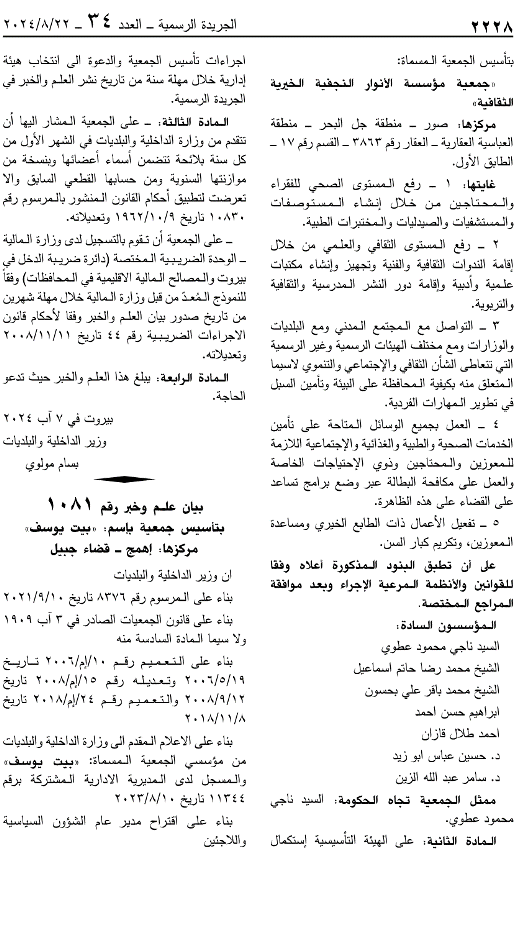 ٢٢٢٨
الجريدة الرسمية ـ العدد ٣٤ ـ ٢٠٢٤/٨/٢٢
بتأسيس الجمعية المسماة:
«جمعية مؤسسة الأنوار النجفية الخيرية
الثقافية»
مركزها: صور ـ منطقة جل البحر ـ منطقة
العباسية العقارية ـ العقار رقم ٣٨٦٣ ـ القسم رقم ١٧ ـ
الطابق الأول.
غايتها: ١ ـ رفع المستوى الصحي للفقراء
والمحتاجين من خلال إنشاء المستوصفات
والمستشفيات والصيدليات والمختبرات الطبية.
٢ ـ رفع المستوى الثقافي والعلمي من خلال
إقامة الندوات الثقافية والفنية وتجهيز وإنشاء مكتبات
علمية وأدبية وإقامة دور النشر المدرسية والثقافية
والتربوية.
٣ ـ التواصل مع المجتمع المدني ومع البلديات
والوزارات ومع مختلف الهيئات الرسمية وغير الرسمية
التي تتعاطى الشأن الثقافي والإجتماعي والتنموي لاسيما
المتعلق منه بكيفية المحافظة على البيئة وتأمين السبل
في تطوير المهارات الفردية.
٤ ـ العمل بجميع الوسائل المتاحة على تأمين
الخدمات الصحية والطبية والغذائية والإجتماعية اللازمة
للمعوزين والمحتاجين وذوي الإحتياجات الخاصة
والعمل على مكافحة البطالة عبر وضع برامج تساعد
على القضاء على هذه الظاهرة.
٥ ـ تفعيل الأعمال ذات الطابع الخيري ومساعدة
المعوزين، وتكريم كبار السن.
على أن تطبق البنود المذكورة أعلاه وفقا
للقوانين والأنظمة المرعية الإجراء وبعد موافقة
المراجع المختصة.
المؤسسون السادة:
السيد ناجي محمود عطوي
الشيخ محمد رضا حاتم اسماعيل
الشيخ محمد باقر علي بحسون
ابراهيم حسن احمد
احمد طلال قازان
د. حسين عباس ابو زيد
د. سامر عبد الله الزين
ممثل الجمعية تجاه الحكومة: السيد ناجي
محمود عطوي.
المادة الثانية: على الهيئة التأسيسية إستكمال
اجراءات تأسيس الجمعية والدعوة الى انتخاب هيئة
إدارية خلال مهلة سنة من تاريخ نشر العلم والخبر في
الجريدة الرسمية.
المادة الثالثة: ـ على الجمعية المشار اليها أن
تتقدم من وزارة الداخلية والبلديات في الشهر الأول من
كل سنة بلائحة تتضمن أسماء أعضائها وبنسخة من
موازنتها السنوية ومن حسابها القطعي السابق والا
تعرضت لتطبيق أحكام القانون المنشور بالمرسوم رقم
١٠٨٣٠ تاريخ ١٩٦٢/١٠/٩ وتعديلاته.
ـ على الجمعية أن تقوم بالتسجيل لدى وزارة المالية
ـ الوحدة الضريبية المختصة (دائرة ضريبة الدخل في
بيروت والمصالح المالية الاقليمية في المحافظات) وفقاً
للنموذج المُعدّ من قبل وزارة المالية خلال مهلة شهرين
من تاريخ صدور بيان العلم والخبر وفقا لأحكام قانون
الاجراءات الضريبية رقم ٤٤ تاريخ ٢٠٠٨/١١/١١
وتعديلاته.
المادة الرابعة: يبلغ هذا العلم والخبر حيث تدعو
الحاجة.
بيروت في ٧ آب ٢٠٢٤
وزير الداخلية والبلديات
بسام مولوي
بيان علم وخبر رقم ١٠٨١
بتأسيس جمعية بإسم: «بيت يوسف»
مركزها: إهمج ـ قضاء جبيل
ان وزير الداخلية والبلديات
بناء على المرسوم رقم ٨٣٧٦ تاريخ ٢٠٢١/٩/١٠
بناء على قانون الجمعيات الصادر في ٣ آب ١٩٠٩
ولا سيما المادة السادسة منه
بناء على التعميم رقم ١٠/إم/٢٠٠٦ تاريخ
٢٠٠٦/٥/١٩ وتعديله رقم ١٥/إم/٢٠٠٨ تاريخ
٢٠٠٨/٩/١٢ والتعميم رقم ٢٤/إم/٢٠١٨ تاريخ
٢٠١٨/١١/٨
بناء على الاعلام المقدم الى وزارة الداخلية والبلديات
من مؤسسي الجمعية المسماة: «بيت يوسف»
والمسجل لدى المديرية الادارية المشتركة برقم
١١٣٤٤ تاريخ ٢٠٢٣/٨/١٠
بناء على اقتراح مدير عام الشؤون السياسية
واللاجئين